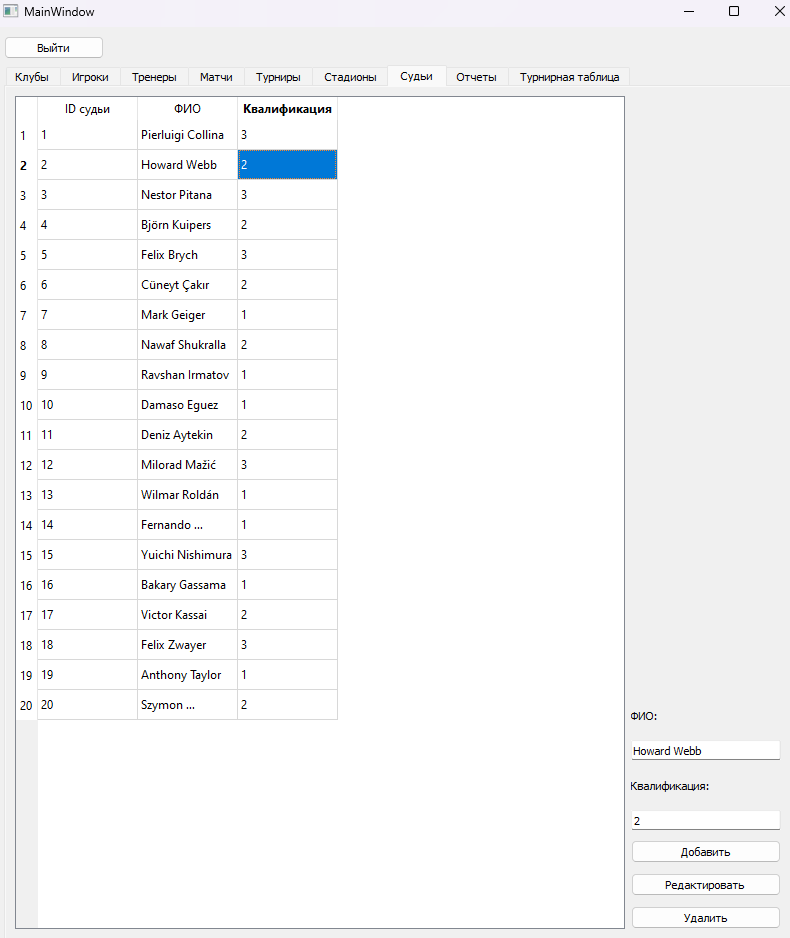 MainWindow
Выйти
Клубы Игроки Тренеры Матчи Турниры Стадионы Судьи Отчеты Турнирная таблица
ID судьи ФИО Квалификация
1 1 Pierluigi Collina 3
2 2 Howard Webb 2
3 3 Nestor Pitana 3
4 4 Björn Kuipers 2
5 5 Felix Brych 3
6 6 Cüneyt Çakır 2
7 7 Mark Geiger 1
8 8 Nawaf Shukralla 2
9 9 Ravshan Irmatov 1
10 10 Damaso Eguez 1
11 11 Deniz Aytekin 2
12 12 Milorad Mažić 3
13 13 Wilmar Roldán 1
14 14 Fernando ... 1
15 15 Yuichi Nishimura 3
16 16 Bakary Gassama 1
17 17 Victor Kassai 2
18 18 Felix Zwayer 3
19 19 Anthony Taylor 1
20 20 Szymon ... 2
ФИО:
Howard Webb
Квалификация:
2
Добавить
Редактировать
Удалить